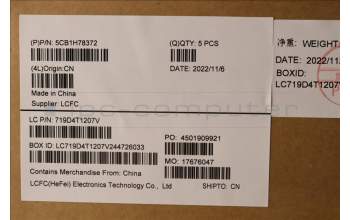 (P)P/N: 5CB1H78372
(Q)QTY: 5 PCS
(4L)Origin:CN
DATE: 2022/11/6
Made in China
Supplier: LCFC
净重: WEIGHT
DATE: 2022/11
BOXID:
LC719D4T1207
LC P/N: 719D4T1207V
PO: 4501909921
BOX ID: LC719D4T1207V244726033
MO: 17676047
Contains Merchandise From: China
LCFC(HeFei) Electronics Technology Co., Ltd.
SHIPTO: CN